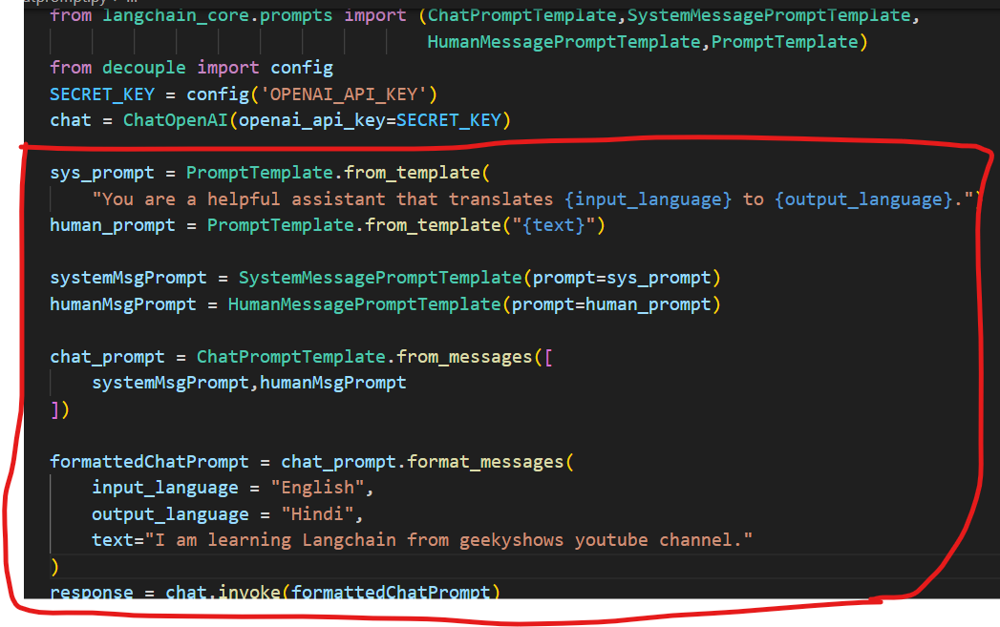 from langchain_core.prompts import (ChatPromptTemplate,SystemMessagePromptTemplate,
HumanMessagePromptTemplate,PromptTemplate)
from decouple import config
SECRET_KEY = config('OPENAI_API_KEY')
chat = ChatOpenAI(openai_api_key=SECRET_KEY)
sys_prompt = PromptTemplate.from_template(
"You are a helpful assistant that translates {input_language} to {output_language}."
human_prompt = PromptTemplate.from_template("{text}")
systemMsgPrompt = SystemMessagePromptTemplate(prompt=sys_prompt)
humanMsgPrompt = HumanMessagePromptTemplate(prompt=human_prompt)
chat_prompt = ChatPromptTemplate.from_messages([
systemMsgPrompt,humanMsgPrompt
])
formattedChatPrompt = chat_prompt.format_messages(
input_language = "English",
output_language = "Hindi",
text="I am learning Langchain from geekyshows youtube channel."
)
response = chat.invoke(formattedChatPrompt)